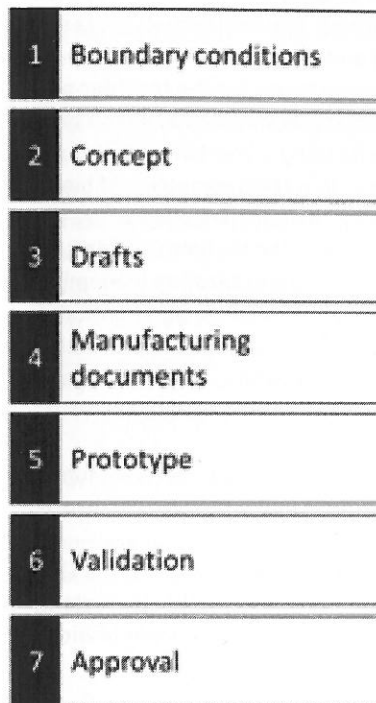 1 Boundary conditions
2 Concept
3 Drafts
4 Manufacturing
documents
5 Prototype
6 Validation
7 Approval